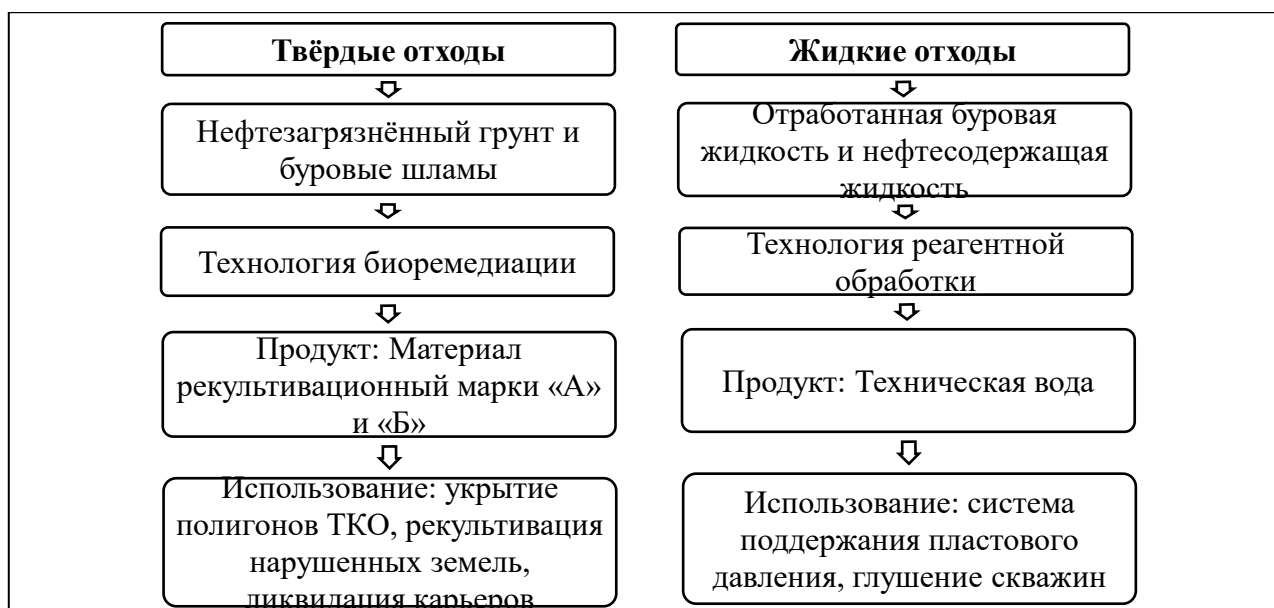 Твёрдые отходы
Нефтезагрязнённый грунт и
буровые шламы
Технология биоремедиации
Продукт: Материал
рекультивационный марки «А»
и «Б»
Использование: укрытие
полигонов ТКО, рекультивация
нарушенных земель,
ликвидация карьеров
Жидкие отходы
Отработанная буровая
жидкость и нефтесодержащая
жидкость
Технология реагентной
обработки
Продукт: Техническая вода
Использование: система
поддержания пластового
давления, глушение скважин